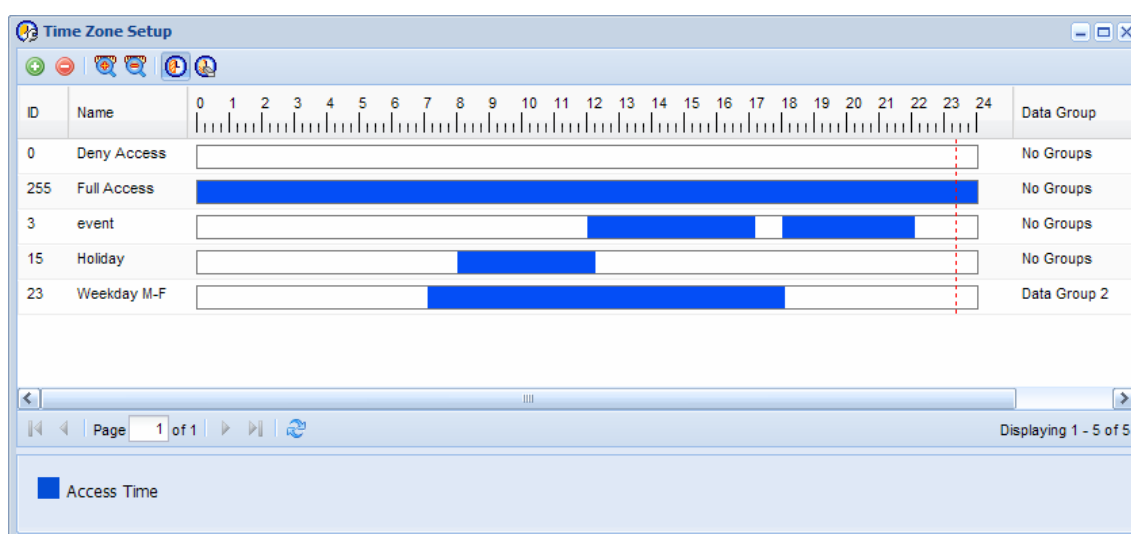 Time Zone Setup
ID Name 0 1 2 3 4 5 6 7 8 9 10 11 12 13 14 15 16 17 18 19 20 21 22 23 24 Data Group
0 Deny Access No Groups
255 Full Access No Groups
3 event No Groups
15 Holiday No Groups
23 Weekday M-F Data Group 2
Page 1 of 1 Displaying 1 - 5 of 5
Access Time